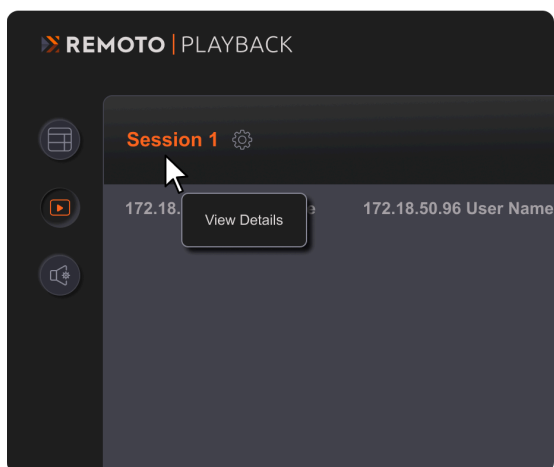 REMOTO | PLAYBACK
Session 1
172.18. e 172.18.50.96 User Name
View Details